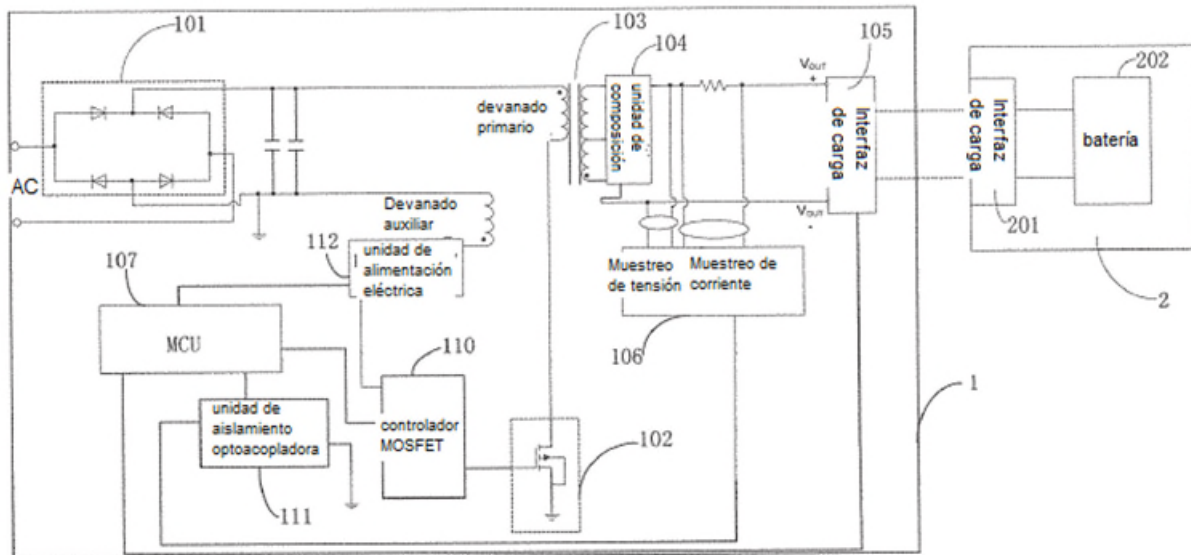 101
103
104
105
202
AC
devanado
primario
unidad de
composición
VOUT
+
Interfaz
de carga
Interfaz
de carga
batería
201
2
VOUT
-
Devanado
auxiliar
112
unidad de
alimentación
eléctrica
Muestreo
de tensión
Muestreo de
corriente
106
107
MCU
110
controlador
MOSFET
unidad de
aislamiento
optoacopladora
111
102
1